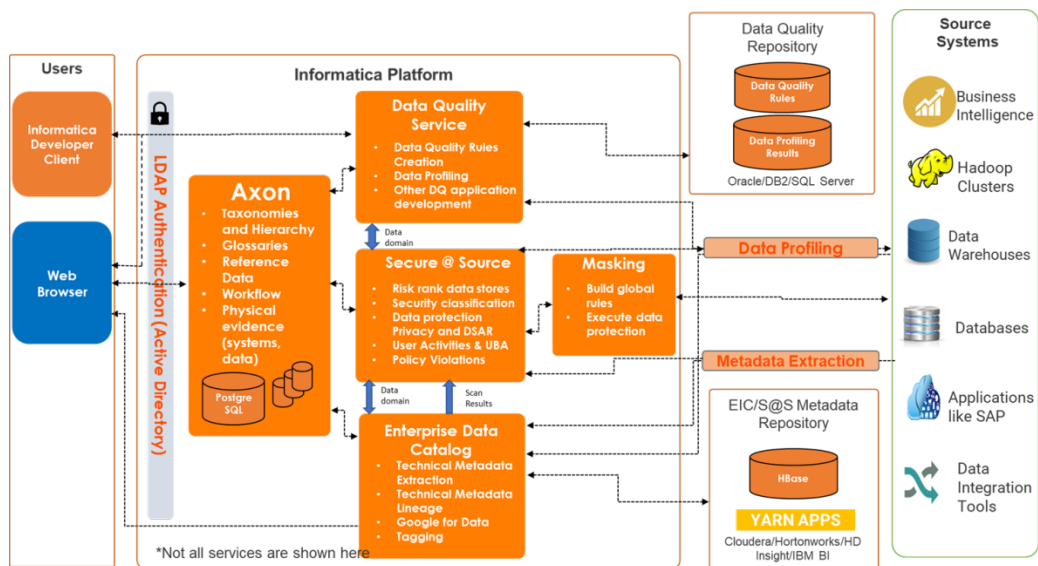 Users
Informatica
Developer
Client
Web
Browser
Informatica Platform
LDAP Authentication (Active Directory)
Axon
• Taxonomies
and Hierarchy
• Glossaries
• Reference
Data
• Workflow
• Physical
evidence
(systems,
data)
Postgre
SQL
Data Quality
Service
• Data Quality Rules
Creation
• Data Profiling
• Other DQ application
development
Data
domain
Secure @ Source
• Risk rank data stores
• Security classification
• Data protection
• Privacy and DSAR
• User Activities & UBA
• Policy Violations
Masking
• Build global
rules
• Execute data
protection
Data
domain
Scan
Results
Enterprise Data
Catalog
• Technical Metadata
Extraction
• Technical Metadata
Lineage
• Google for Data
• Tagging
*Not all services are shown here
Data Quality
Repository
Data Quality
Rules
Data Profiling
Results
Oracle/DB2/SQL Server
Data Profiling
Metadata Extraction
EIC/S@S Metadata
Repository
HBase
YARN APPS
Cloudera/Hortonworks/HD
Insight/IBM BI
Source
Systems
Business
Intelligence
Hadoop
Clusters
Data
Warehouses
Databases
Applications
like SAP
Data
Integration
Tools